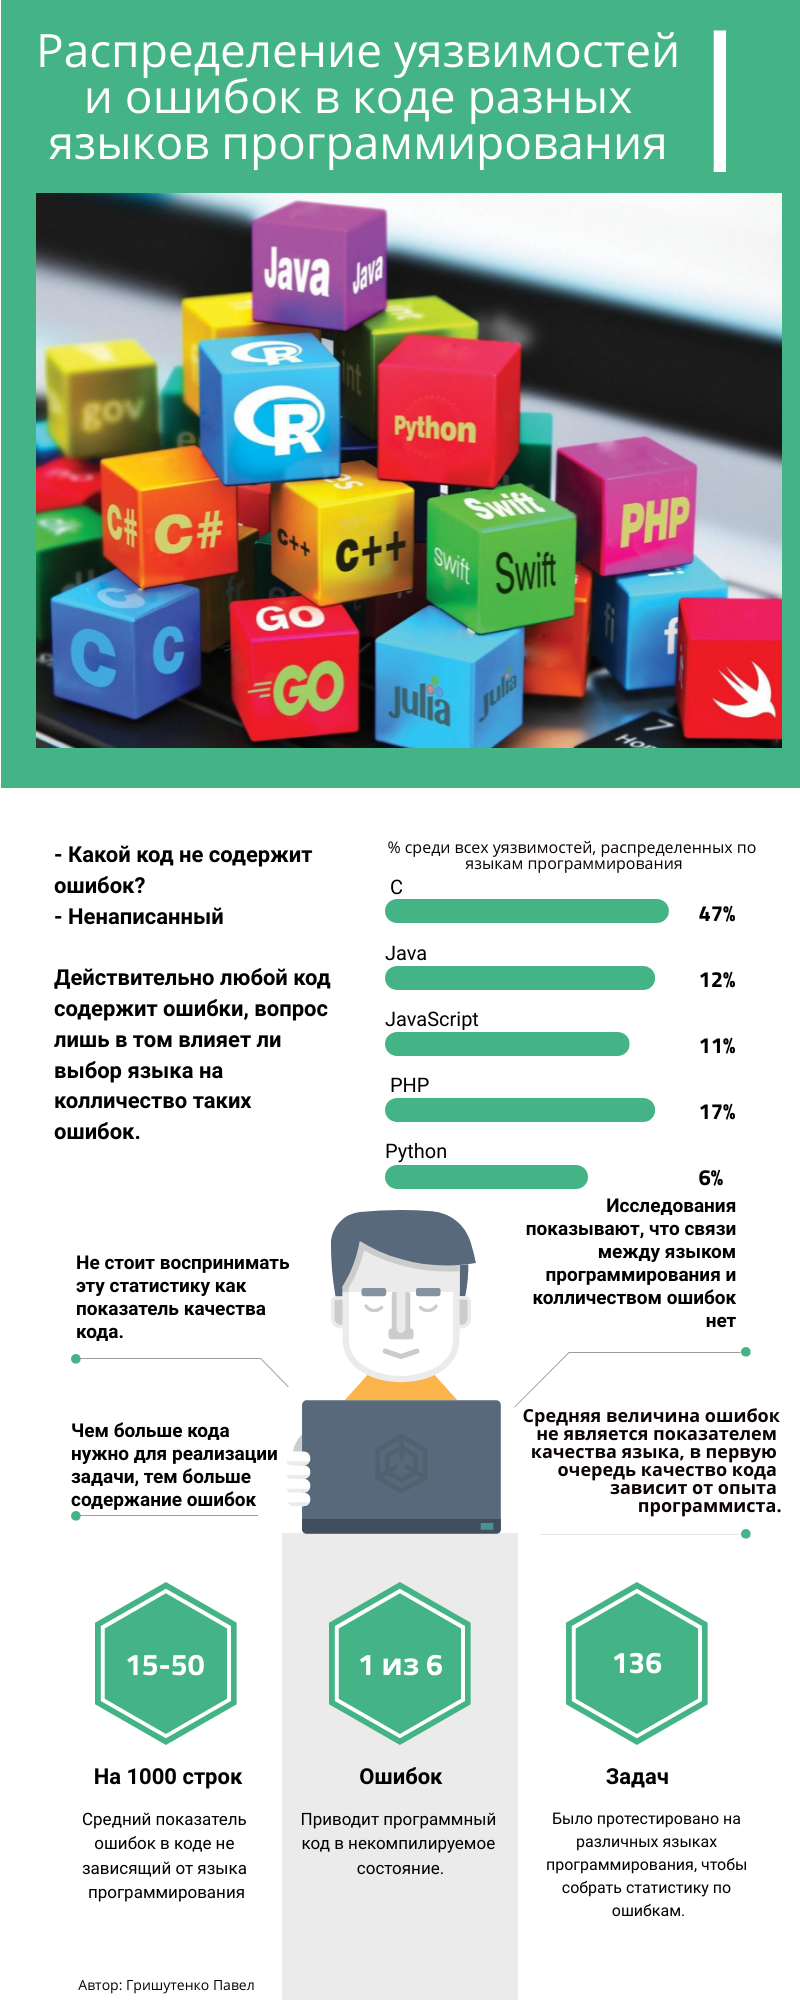 Распределение уязвимостей
и ошибок в коде разных
языков программирования
Java Java
R
int
gov
Python
C# C#
C++ C++
Swift
Swift Swift
PHP
C C
GO
GO
julia julia
fi f
7
Hom
- Какой код не содержит
ошибок?
- Ненаписанный
Действительно любой код
содержит ошибки, вопрос
лишь в том влияет ли
выбор языка на
колличество таких
ошибок.
% среди всех уязвимостей, распределенных по
языкам программирования
C
47%
Java
12%
JavaScript
11%
PHP
17%
Python
6%
Не стоит воспринимать
эту статистику как
показатель качества
кода.
Исследования
показывают, что связи
между языком
программирования и
колличеством ошибок
нет
Чем больше кода
нужно для реализации
задачи, тем больше
содержание ошибок
Средняя величина ошибок
не является показателем
качества языка, в первую
очередь качество кода
зависит от опыта
программиста.
15-50
На 1000 строк
Средний показатель
ошибок в коде не
зависящий от языка
программирования
1 из 6
Ошибок
Приводит программный
код в некомпилируемое
состояние.
136
Задач
Было протестировано на
различных языках
программирования, чтобы
собрать статистику по
ошибкам.
Автор: Гришутенко Павел